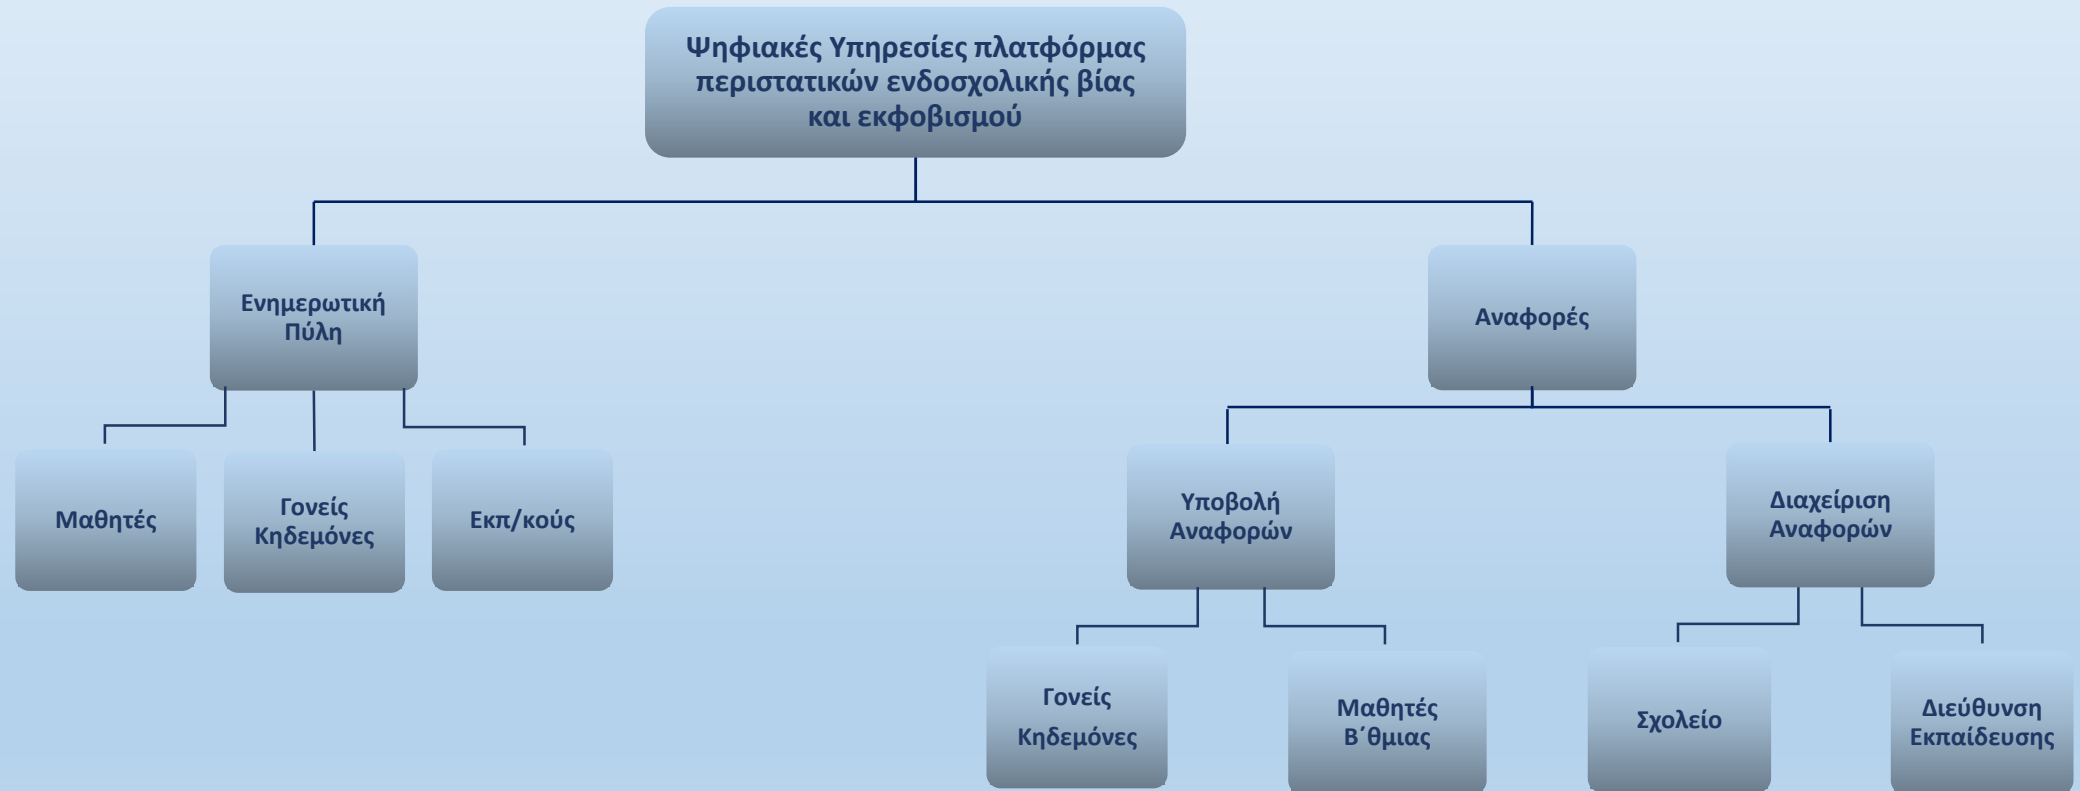 Ψηφιακές Υπηρεσίες πλατφόρμας
περιστατικών ενδοσχολικής βίας
και εκφοβισμού
Ενημερωτική
Πύλη
Αναφορές
Μαθητές
Γονείς
Κηδεμόνες
Εκπ/κούς
Υποβολή
Αναφορών
Διαχείριση
Αναφορών
Γονείς
Κηδεμόνες
Μαθητές
Β΄θμιας
Σχολείο
Διεύθυνση
Εκπαίδευσης